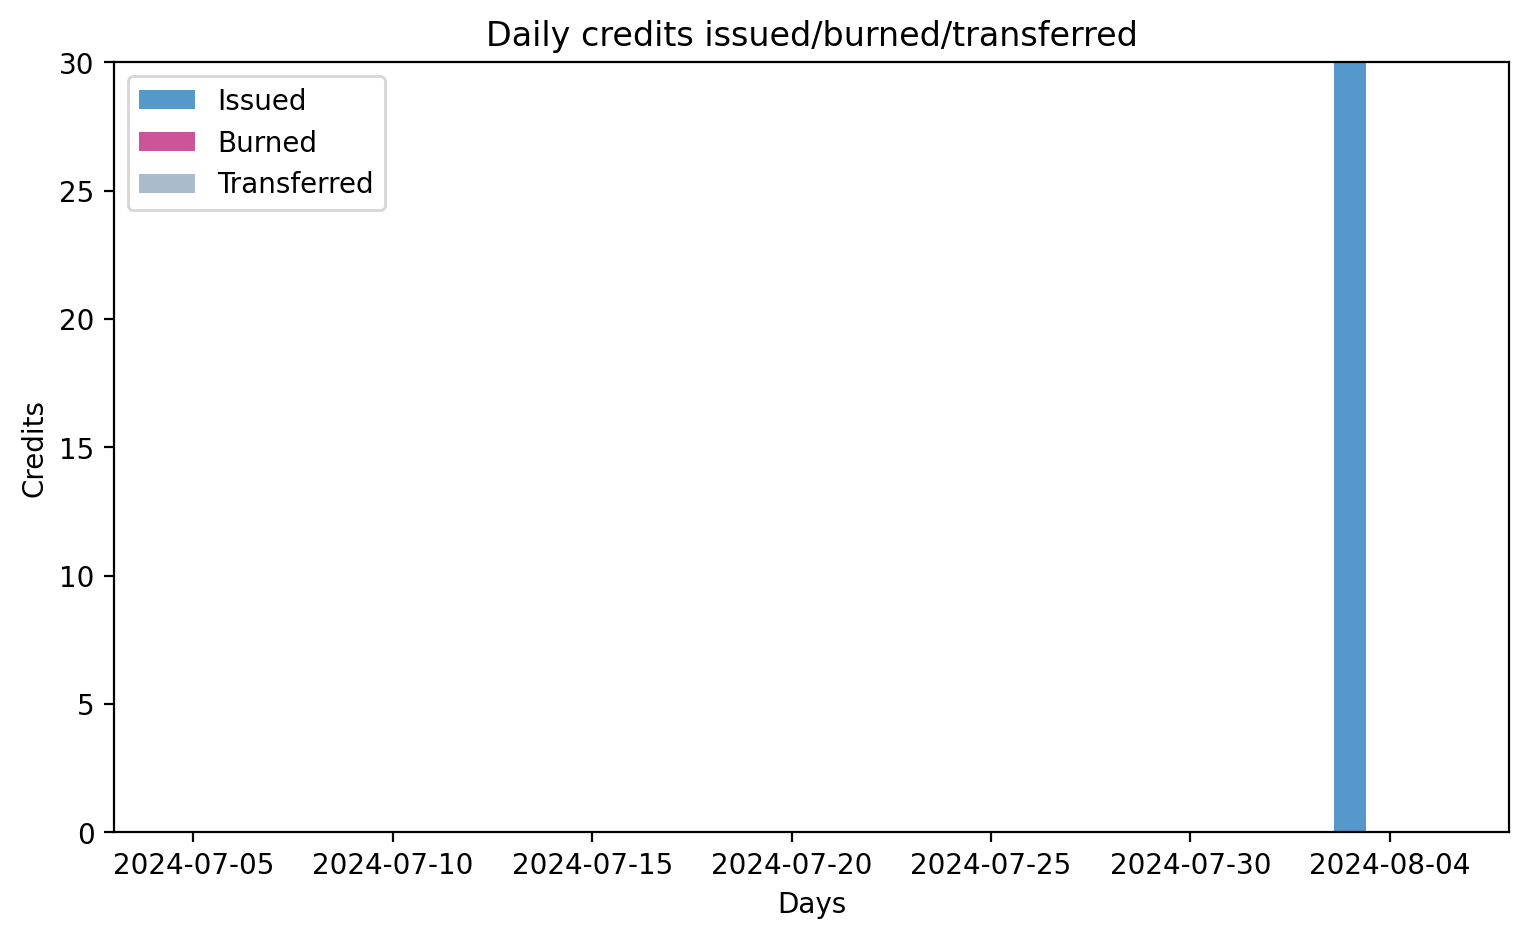 Daily credits issued/burned/transferred
Issued
Burned
Transferred
30
25
20
15
10
5
0
Credits
2024-07-05 2024-07-10 2024-07-15 2024-07-20 2024-07-25 2024-07-30 2024-08-04
Days